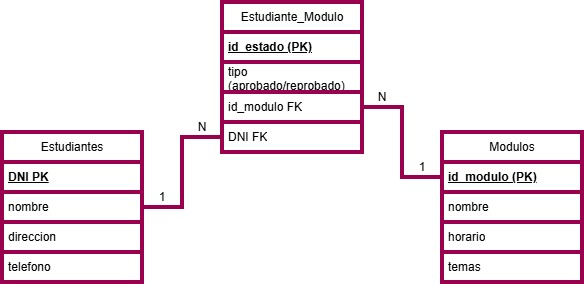 Estudiante_Modulo
id_estado (PK)
tipo
(aprobado/reprobado)
id_modulo FK
DNI FK
N
N
1
1
Estudiantes
DNI PK
nombre
direccion
telefono
Modulos
id_modulo (PK)
nombre
horario
temas